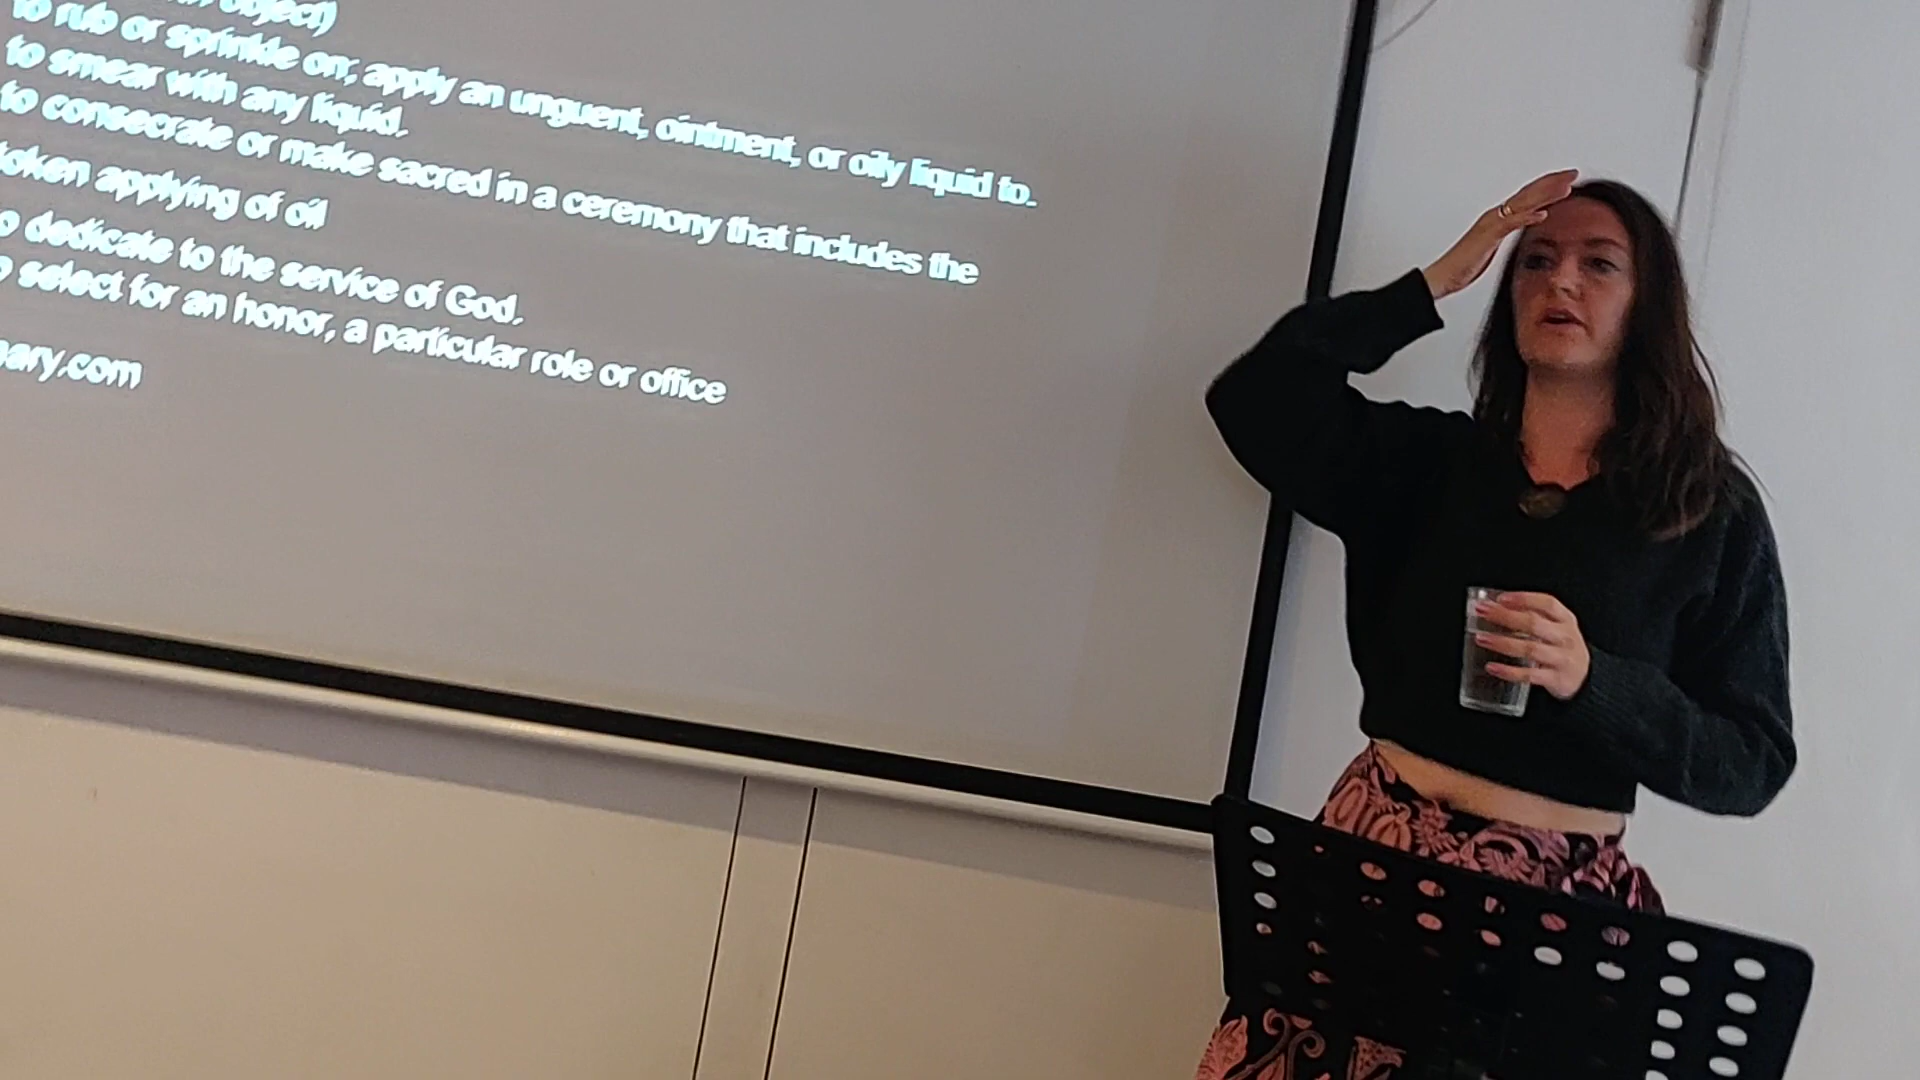 object)
to rub or sprinkle on; apply an unguent, ointment, or oily liquid to.
to smear with any liquid.
to consecrate or make sacred in a ceremony that includes the
token applying of oil
o dedicate to the service of God.
o select for an honor, a particular role or office
nary.com